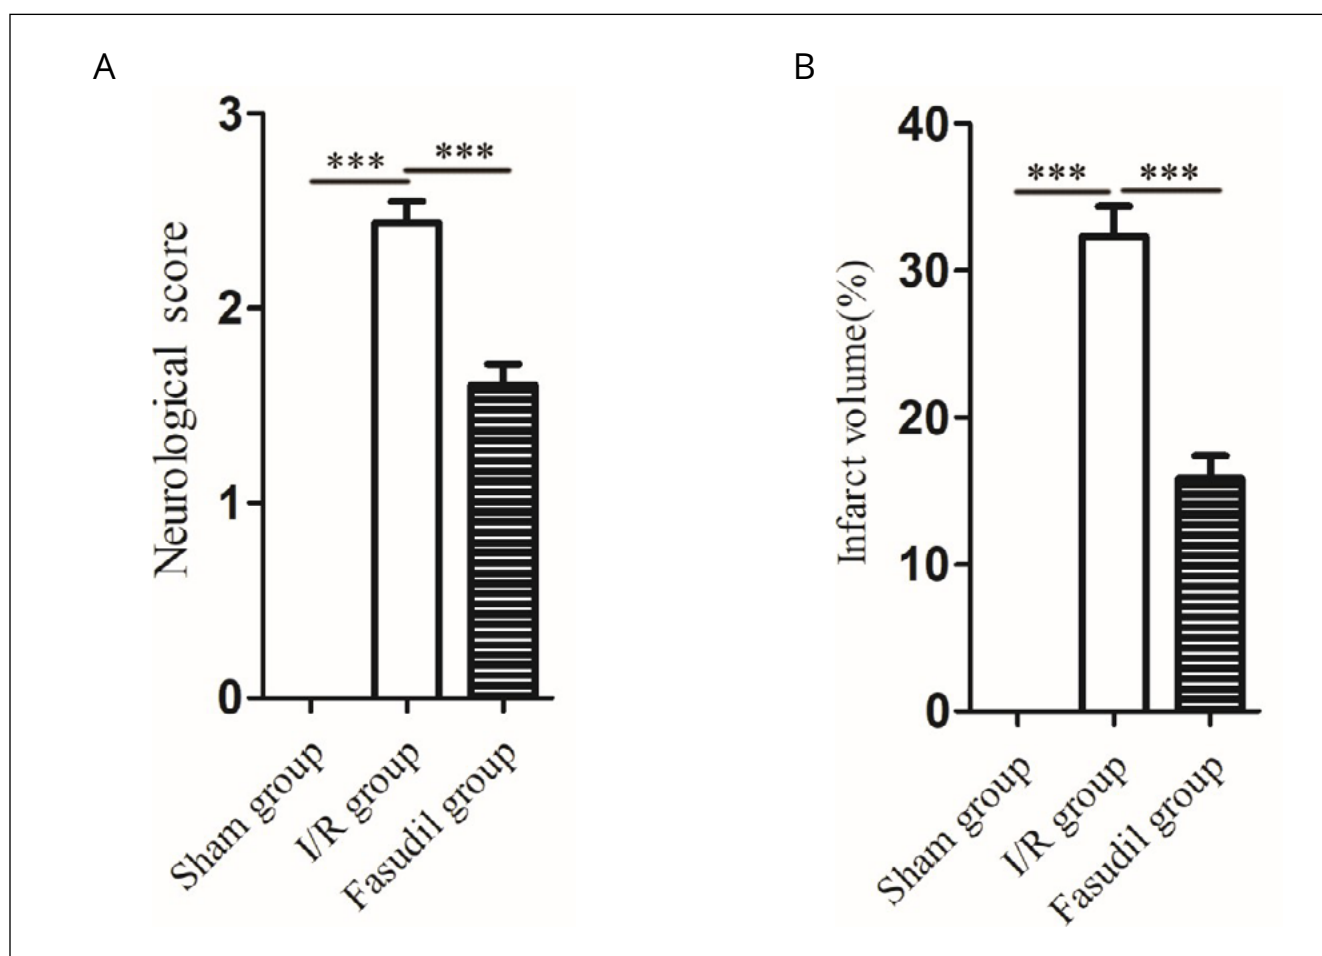 A
3
2
1
0
Neurological score
***
***
Sham group
I/R group
Fasudil group
B
40
30
20
10
0
Infarct volume(%)
***
***
Sham group
I/R group
Fasudil group